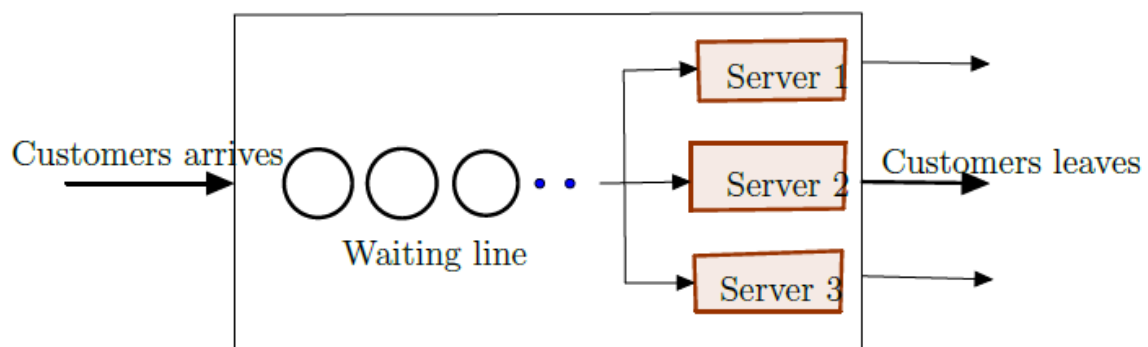 Server 1
Customers arrives
Customers leaves
Server 2
Waiting line
Server 3